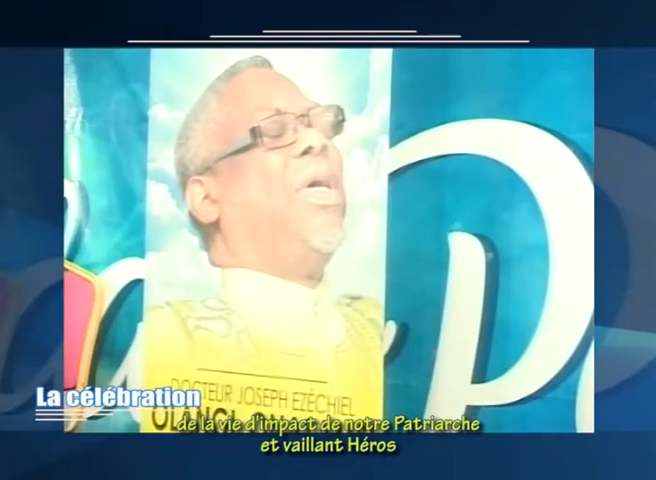 DOCTEUR JOSEPH EZÉCHIEL
La célébration
de la vie d'impact de notre Patriarche
et vaillant Héros